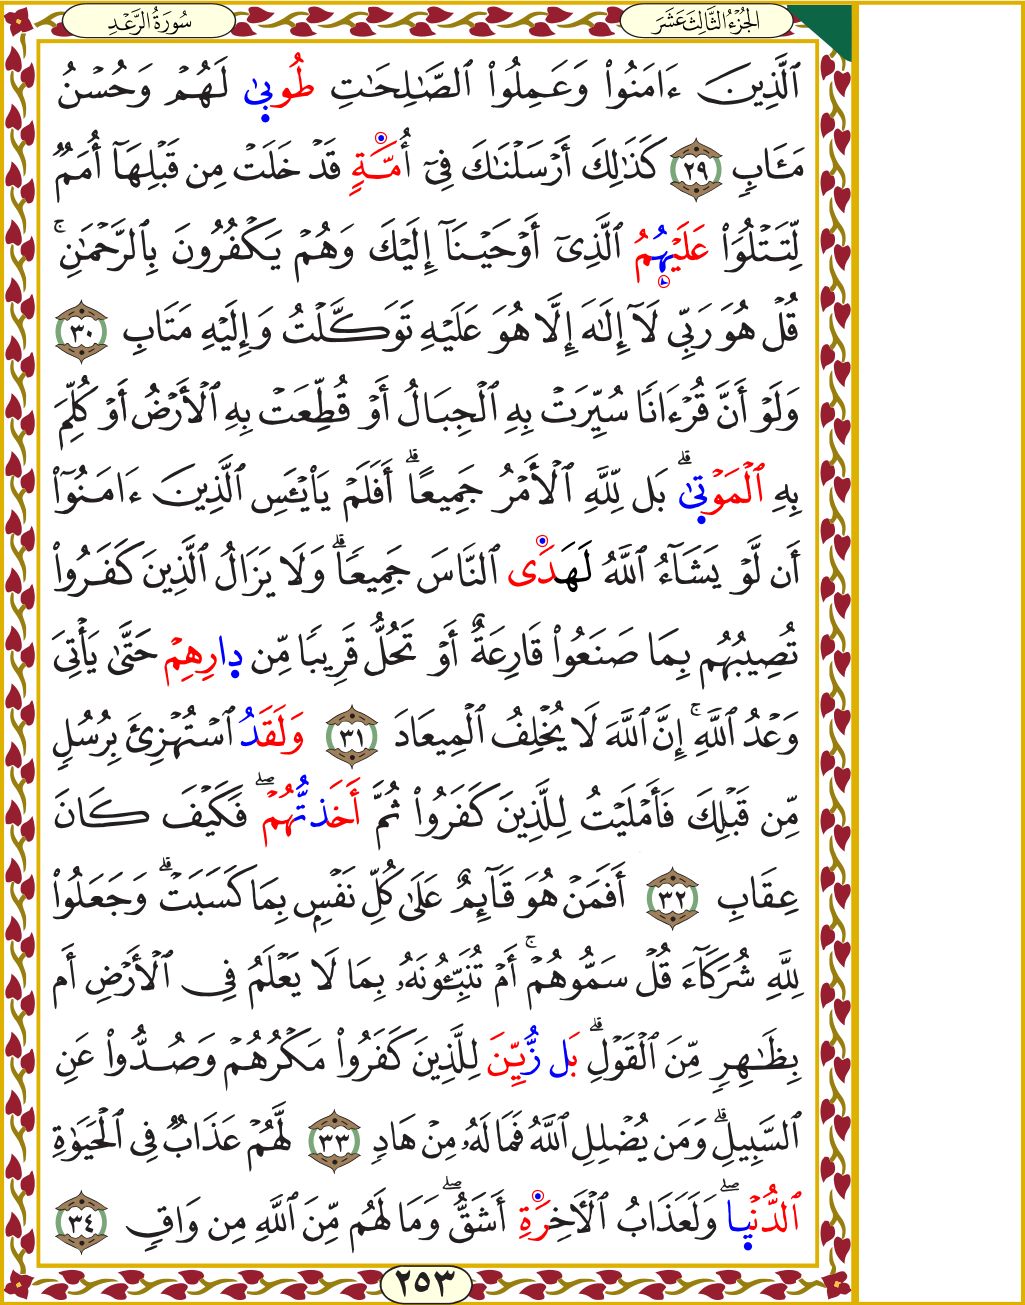 الجُزْءُ الثَّالِثَ عَشَرَ
سُورَةُ الرَّعْدِ
ٱلَّذِينَ ءَامَنُوا۟ وَعَمِلُوا۟ ٱلصَّـٰلِحَـٰتِ طُوبَىٰ لَهُمْ وَحُسْنُ
مَـَٔابٍ ٢٩ كَذَٰلِكَ أَرْسَلْنَـٰكَ فِىٓ أُمَّةٍ قَدْ خَلَتْ مِن قَبْلِهَآ أُمَمٌ
لِّتَتْلُوَا۟ عَلَيْهُمُ ٱلَّذِىٓ أَوْحَيْنَآ إِلَيْكَ وَهُمْ يَكْفُرُونَ بِٱلرَّحْمَـٰنِ ۚ
قُلْ هُوَ رَبِّى لَآ إِلَـٰهَ إِلَّا هُوَ عَلَيْهِ تَوَكَّلْتُ وَإِلَيْهِ مَتَابِ ٣٠
وَلَوْ أَنَّ قُرْءَانًا سُيِّرَتْ بِهِ ٱلْجِبَالُ أَوْ قُطِّعَتْ بِهِ ٱلْأَرْضُ أَوْ كُلِّمَ
بِهِ ٱلْمَوْتَىٰ ۗ بَل لِّلَّهِ ٱلْأَمْرُ جَمِيعًا ۗ أَفَلَمْ يَا۟يْـَٔسِ ٱلَّذِينَ ءَامَنُوٓا۟
أَن لَّوْ يَشَآءُ ٱللَّهُ لَهَدَى ٱلنَّاسَ جَمِيعًا ۗ وَلَا يَزَالُ ٱلَّذِينَ كَفَرُوا۟
تُصِيبُهُم بِمَا صَنَعُوا۟ قَارِعَةٌ أَوْ تَحُلُّ قَرِيبًا مِّن دِارِهِمْ حَتَّىٰ يَأْتِىَ
وَعْدُ ٱللَّهِ ۚ إِنَّ ٱللَّهَ لَا يُخْلِفُ ٱلْمِيعَادَ ٣١ وَلَقَدُ ٱسْتُهْزِئَ بِرُسُلٍ
مِّن قَبْلِكَ فَأَمْلَيْتُ لِلَّذِينَ كَفَرُوا۟ ثُمَّ أَخَذتُّهُمْ ۖ فَكَيْفَ كَانَ
عِقَابِ ٣٢ أَفَمَنْ هُوَ قَآئِمٌ عَلَىٰ كُلِّ نَفْسٍ بِمَا كَسَبَتْ ۗ وَجَعَلُوا۟
لِلَّهِ شُرَكَآءَ قُلْ سَمُّوهُمْ ۚ أَمْ تُنَبِّـُٔونَهُۥ بِمَا لَا يَعْلَمُ فِى ٱلْأَرْضِ أَم
بِظَـٰهِرٍ مِّنَ ٱلْقَوْلِ ۗ بَل زُّيِّنَ لِلَّذِينَ كَفَرُوا۟ مَكْرُهُمْ وَصُدُّوا۟ عَنِ
ٱلسَّبِيلِ ۗ وَمَن يُضْلِلِ ٱللَّهُ فَمَا لَهُۥ مِنْ هَادٍ ٣٣ لَّهُمْ عَذَابٌ فِى ٱلْحَيَوٰةِ
ٱلدُّنْيِا ۖ وَلَعَذَابُ ٱلْـَٔاخِرَةِ أَشَقُّ ۖ وَمَا لَهُم مِّنَ ٱللَّهِ مِن وَاقٍ ٣٤
٢٥٣